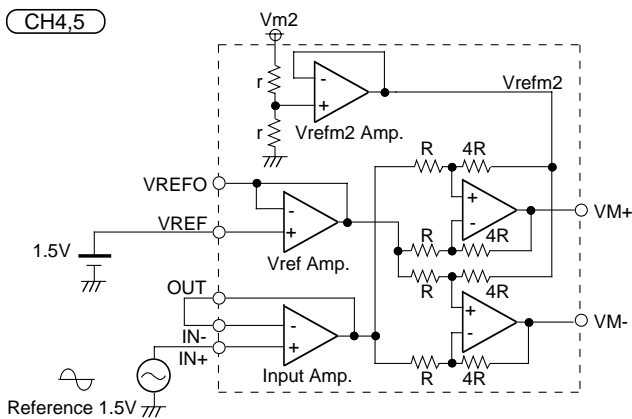 CH4,5
Vm2
r
-
+
r
Vrefm2 Amp.
Vrefm2
R
4R
VREFO
VREF
-
+
Vref Amp.
+
-
VM+
R
4R
1.5V
R
4R
OUT
IN-
IN+
-
+
Input Amp.
+
-
VM-
R
4R
Reference 1.5V